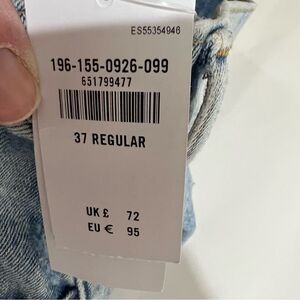 ES55354946
196-155-0926-099
651799477
37 REGULAR
UK £ 72
EU € 95